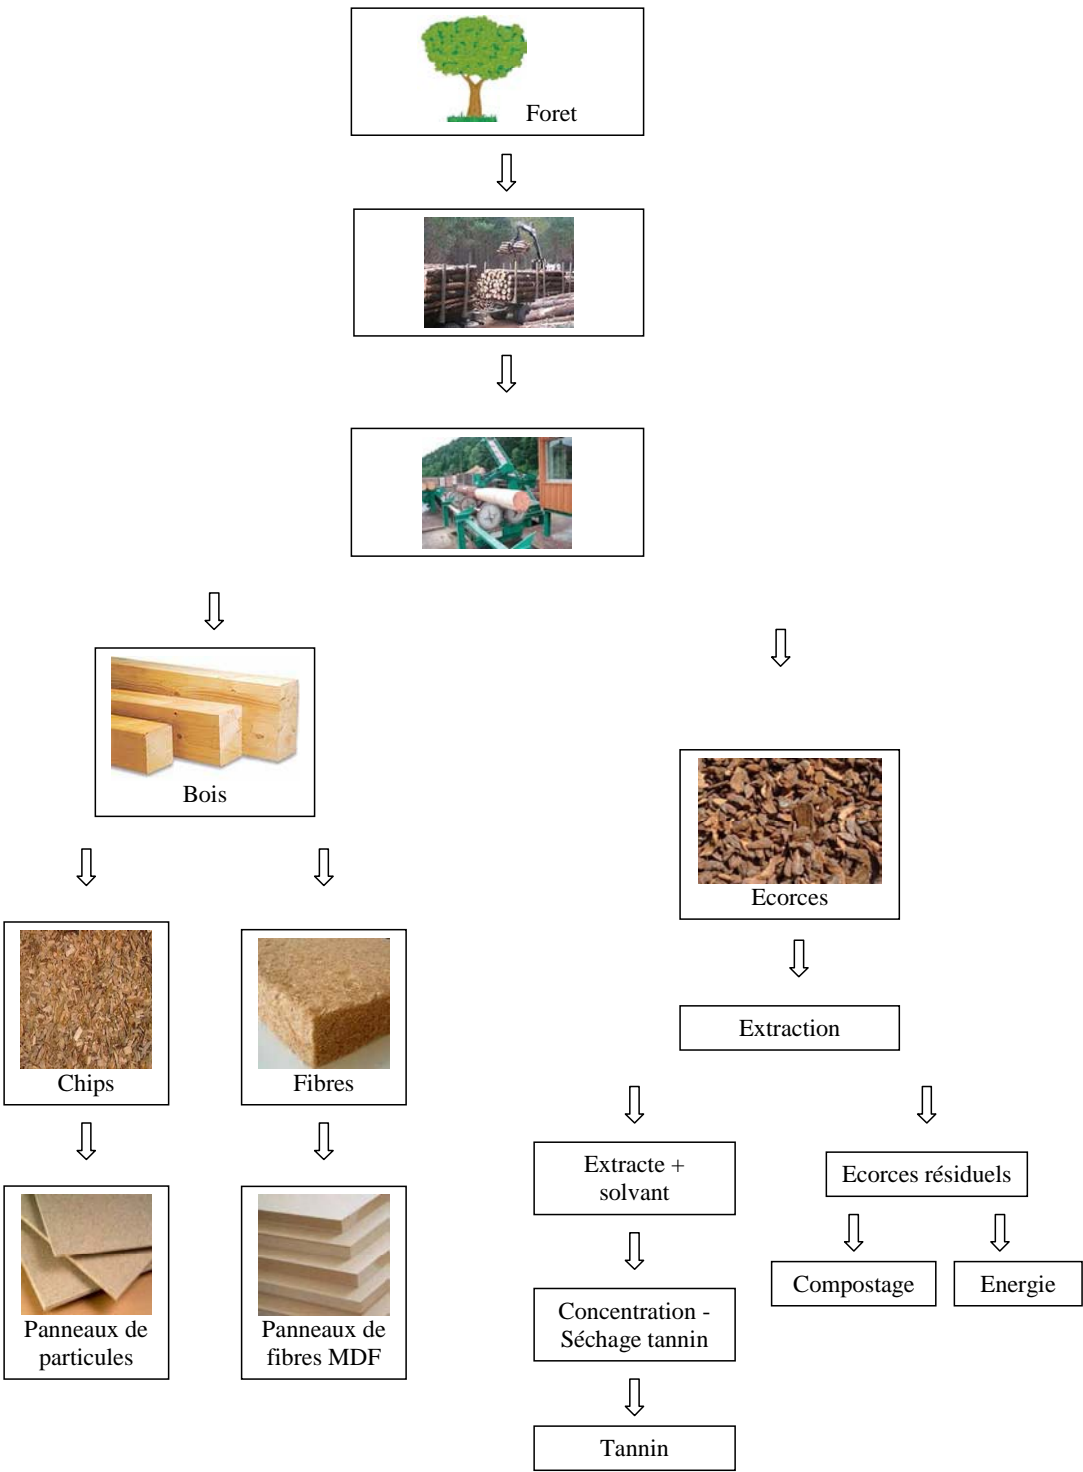 Foret
Bois
Ecorces
Chips
Fibres
Extraction
Extracte +
solvant
Ecorces résiduels
Panneaux de
particules
Panneaux de
fibres MDF
Concentration -
Séchage tannin
Compostage
Energie
Tannin